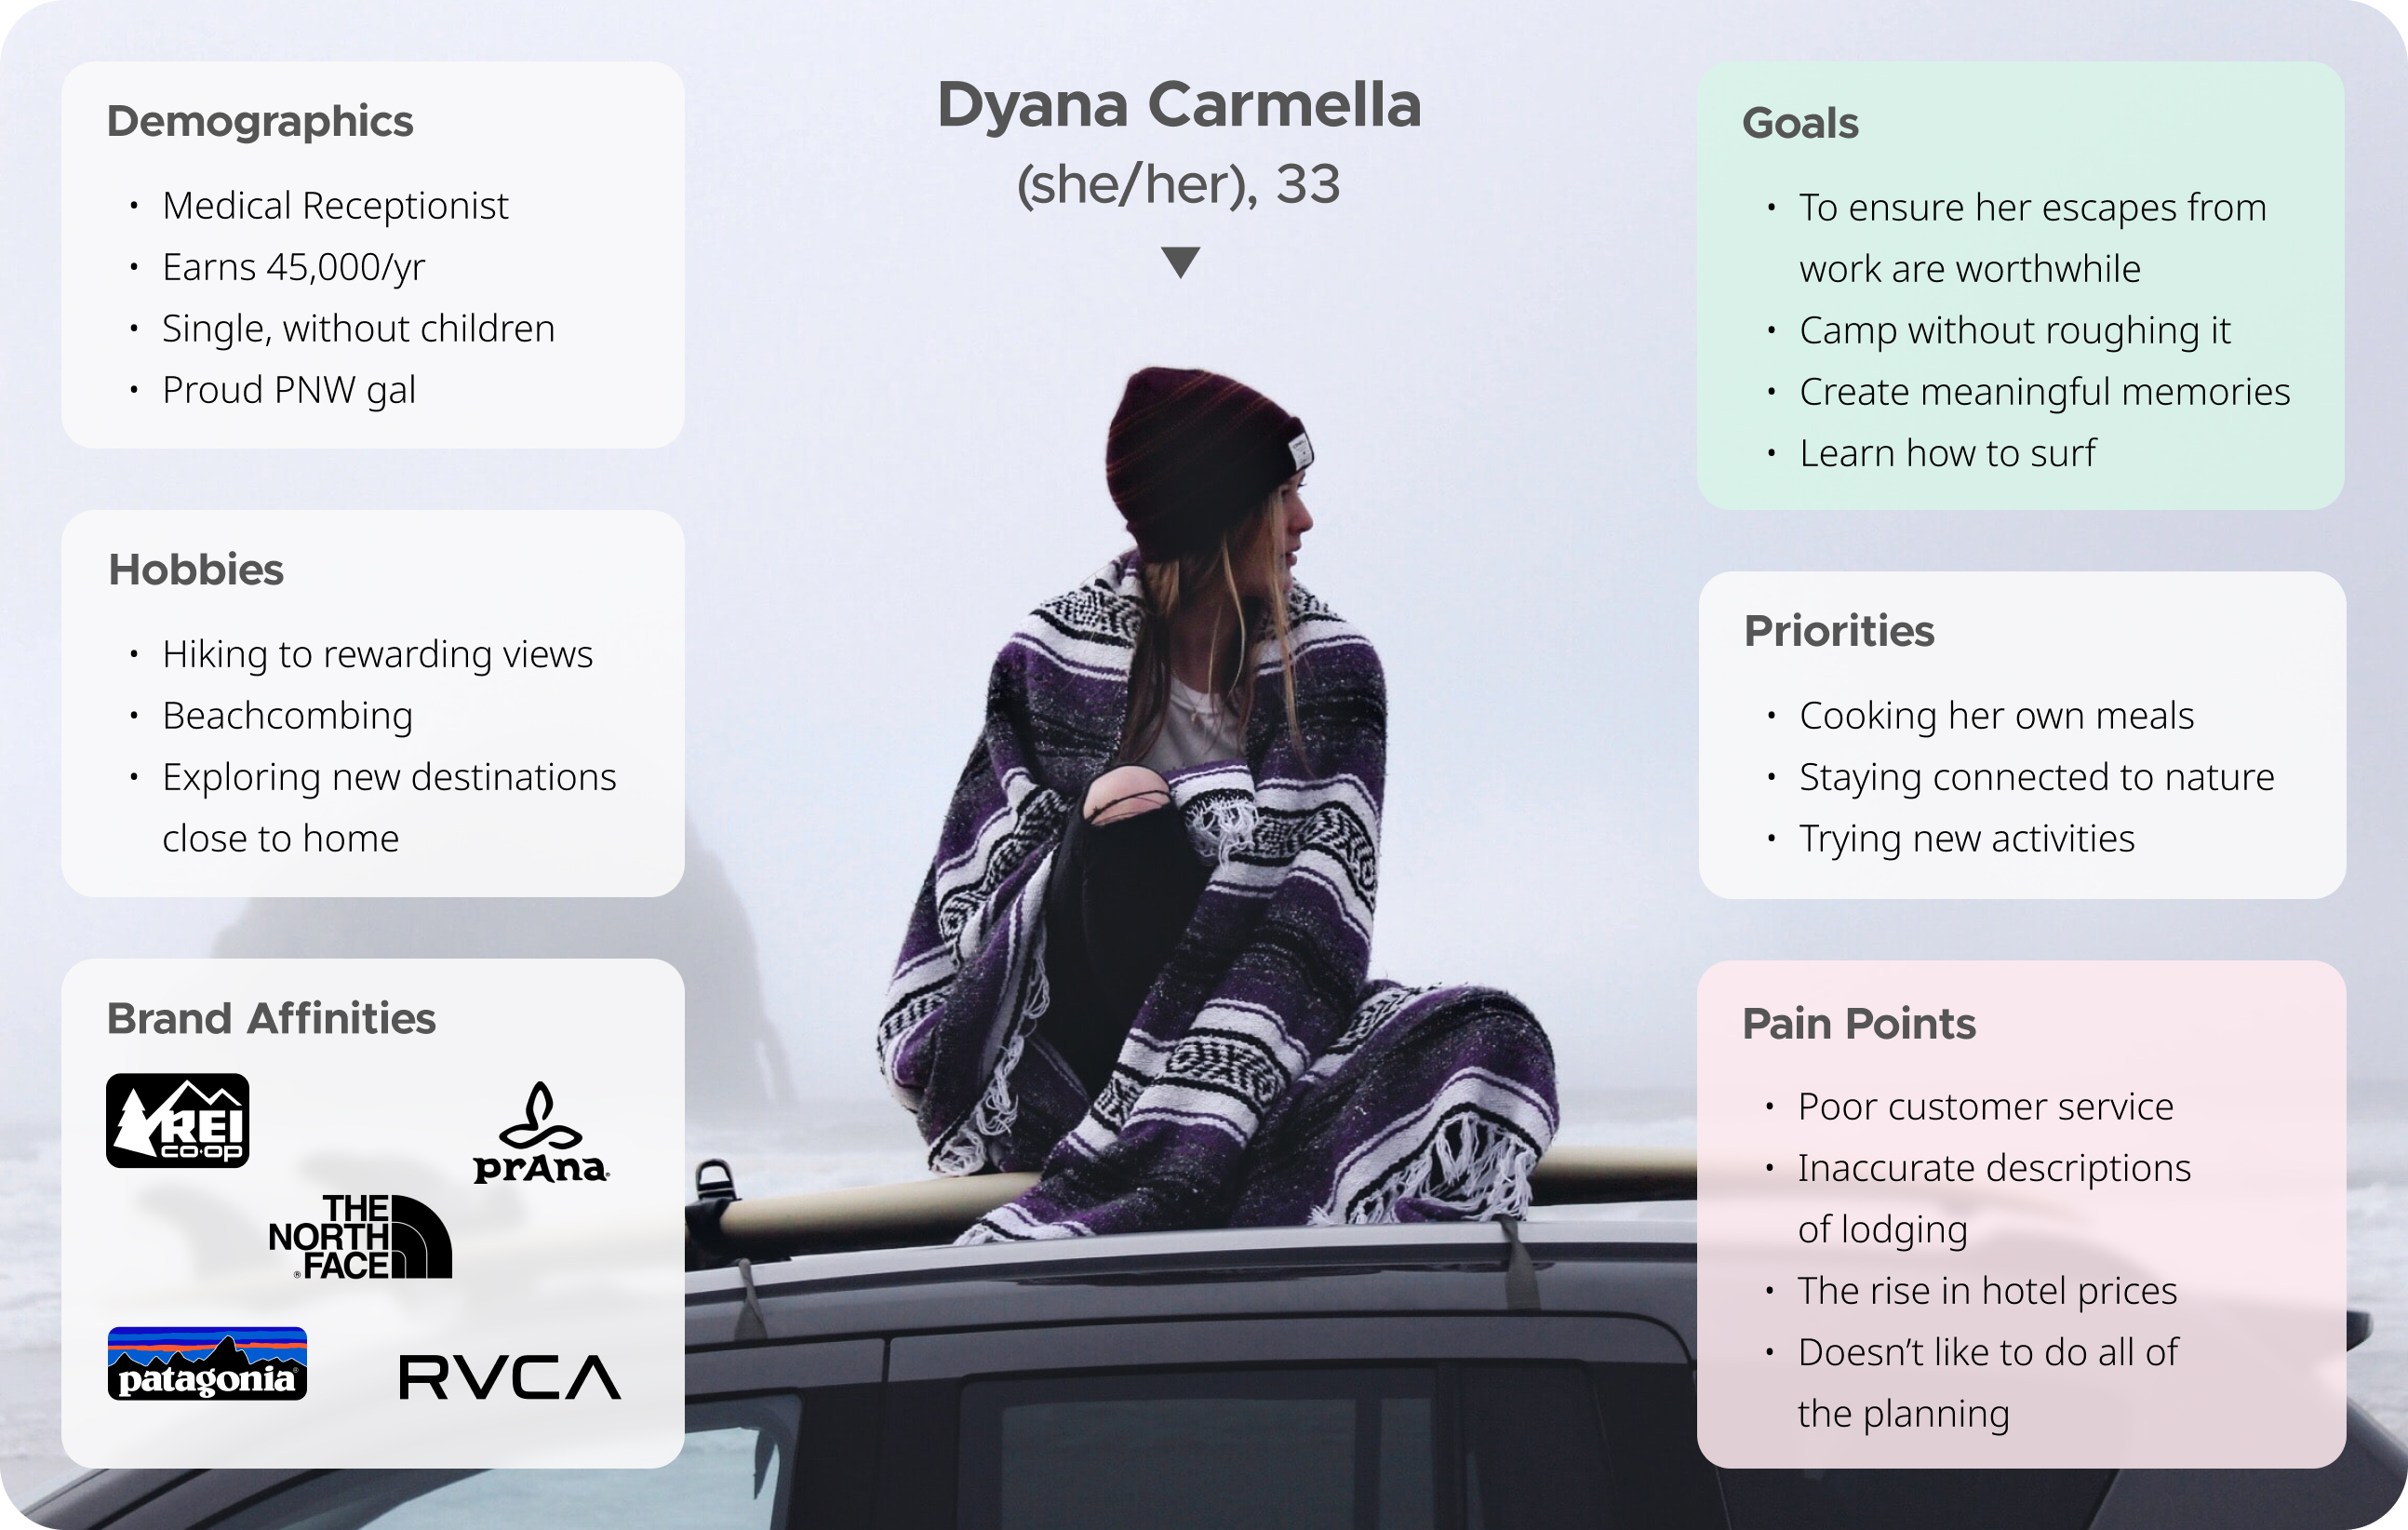 Dyana Carmella
(she/her), 33
Demographics
• Medical Receptionist
• Earns 45,000/yr
• Single, without children
• Proud PNW gal
Hobbies
• Hiking to rewarding views
• Beachcombing
• Exploring new destinations
close to home
Brand Affinities
REI
co·op
prAna
THE
NORTH
FACE
®
patagonia®
RVCA
Goals
• To ensure her escapes from
work are worthwhile
• Camp without roughing it
• Create meaningful memories
• Learn how to surf
Priorities
• Cooking her own meals
• Staying connected to nature
• Trying new activities
Pain Points
• Poor customer service
• Inaccurate descriptions
of lodging
• The rise in hotel prices
• Doesn’t like to do all of
the planning